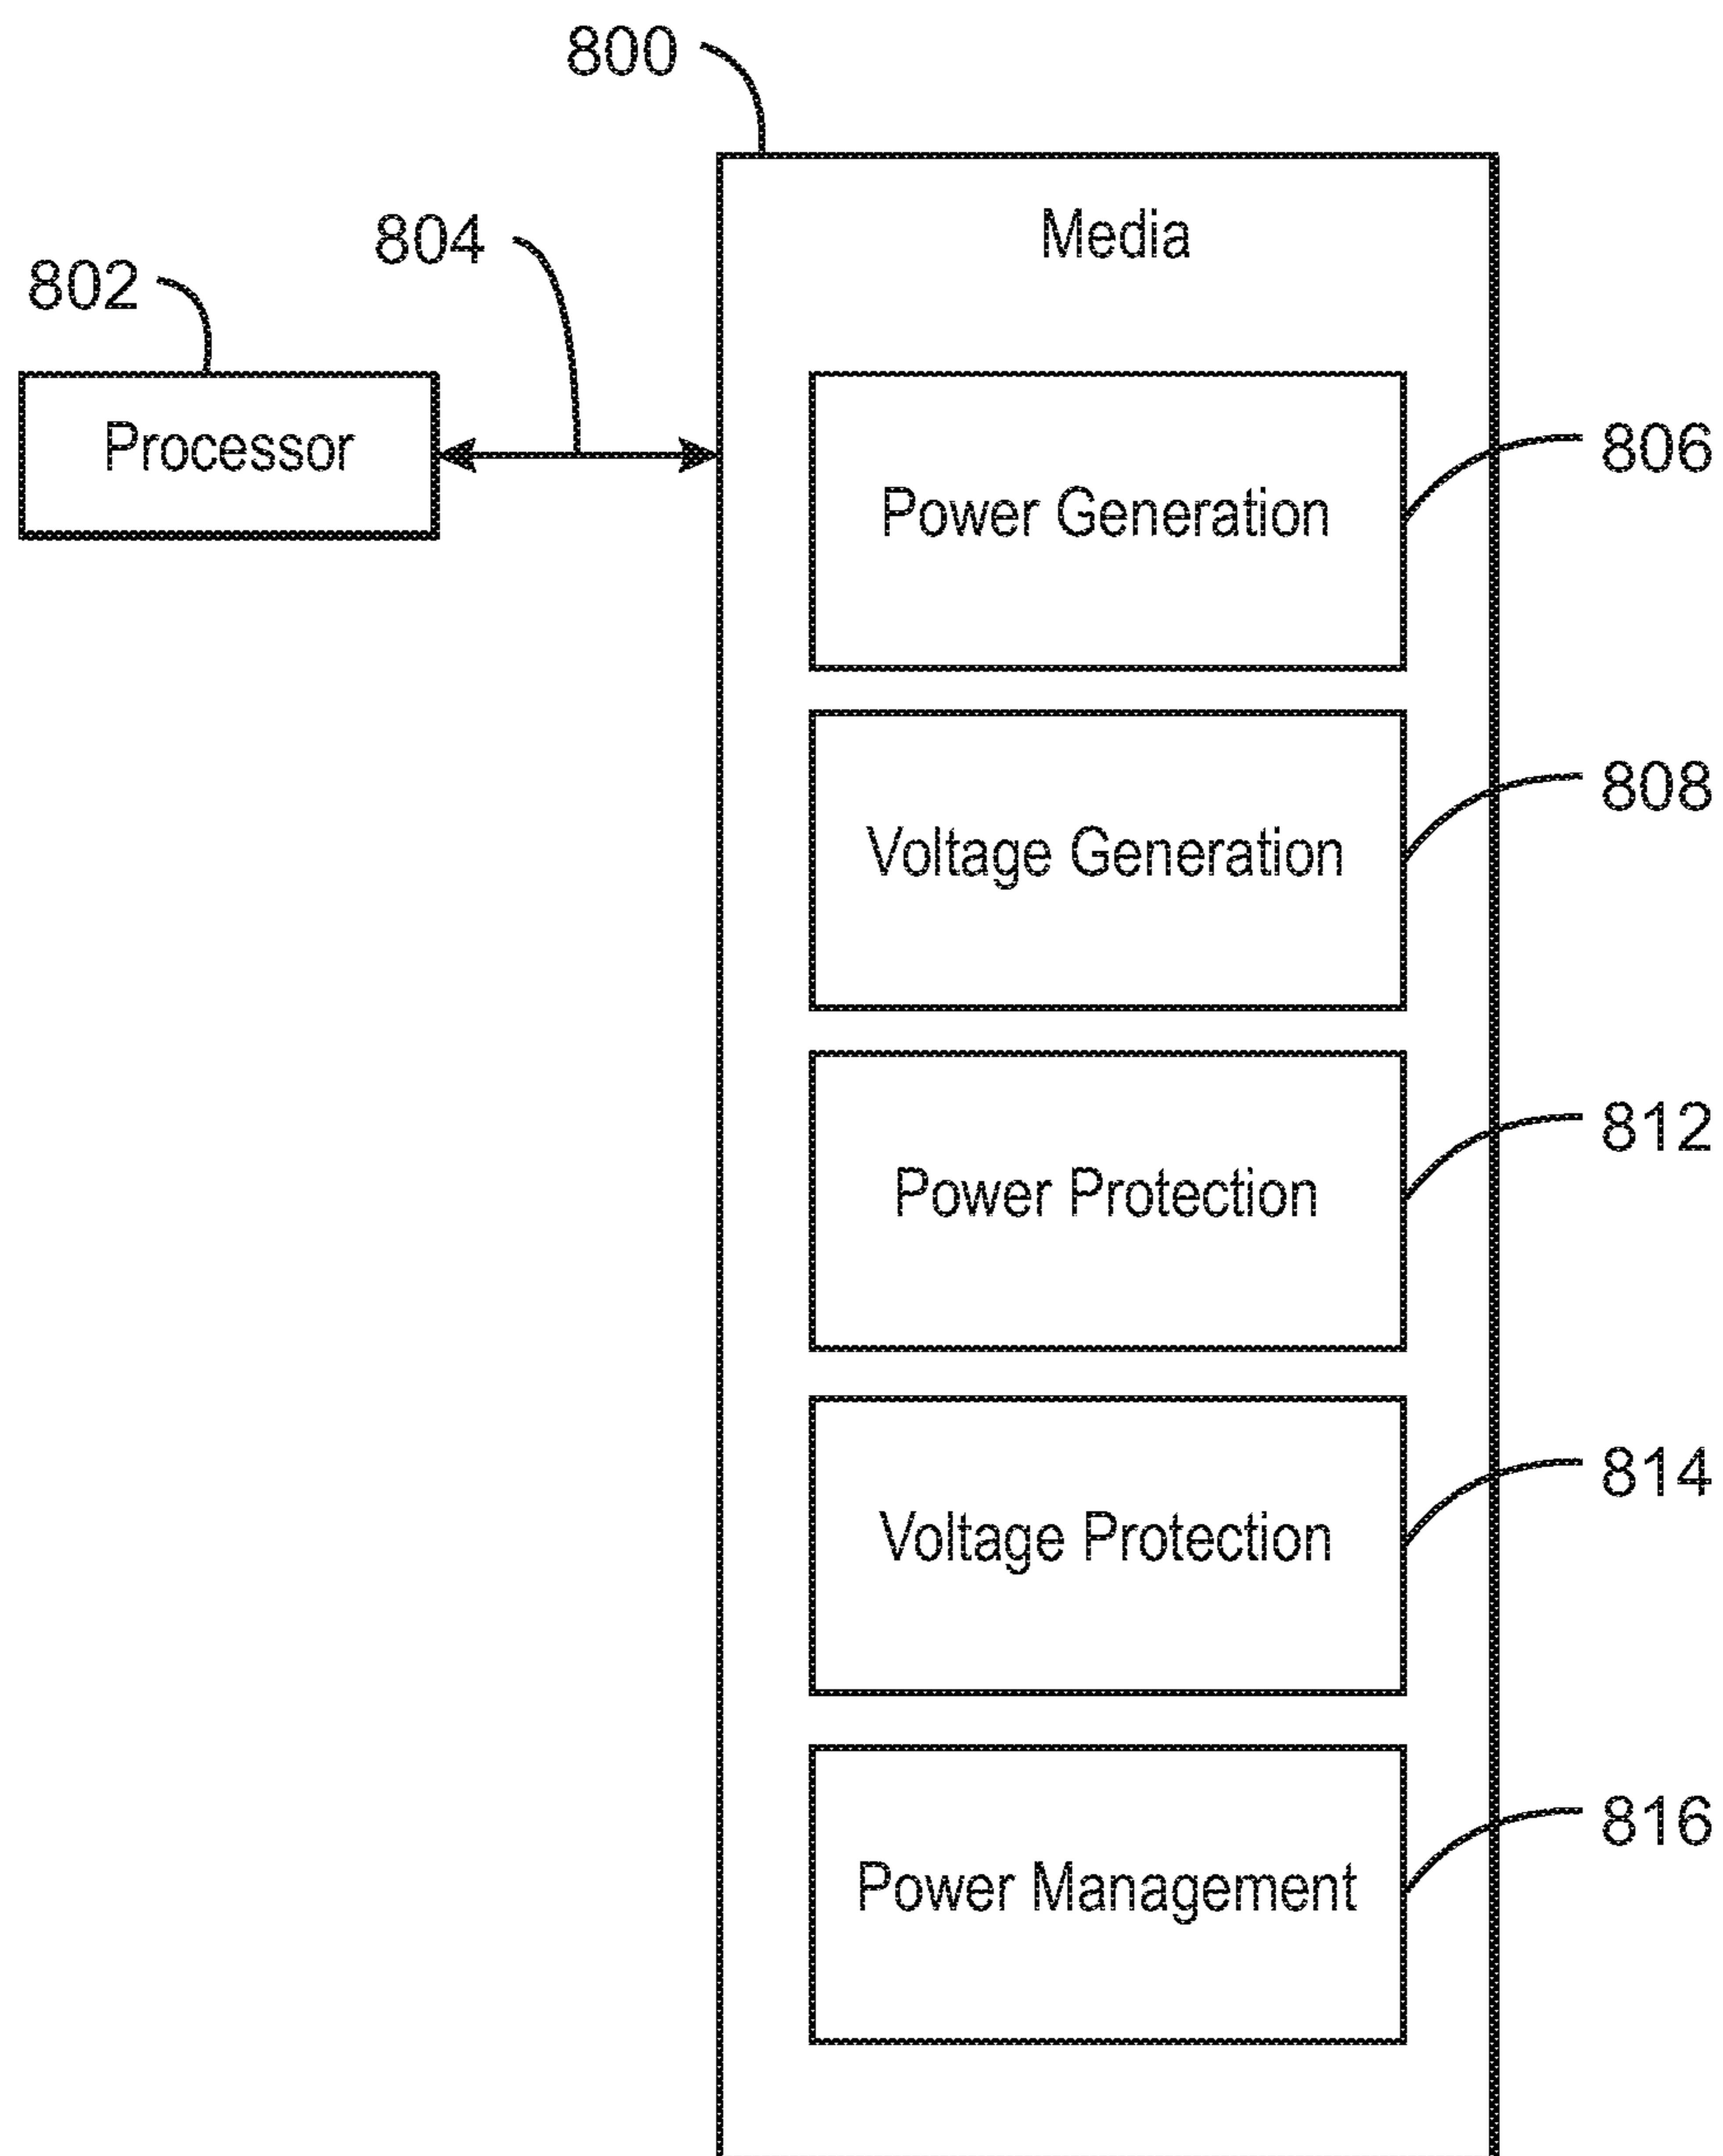 800
Media
804
802
Processor
Power Generation
806
Voltage Generation
808
Power Protection
812
Voltage Protection
814
Power Management
816